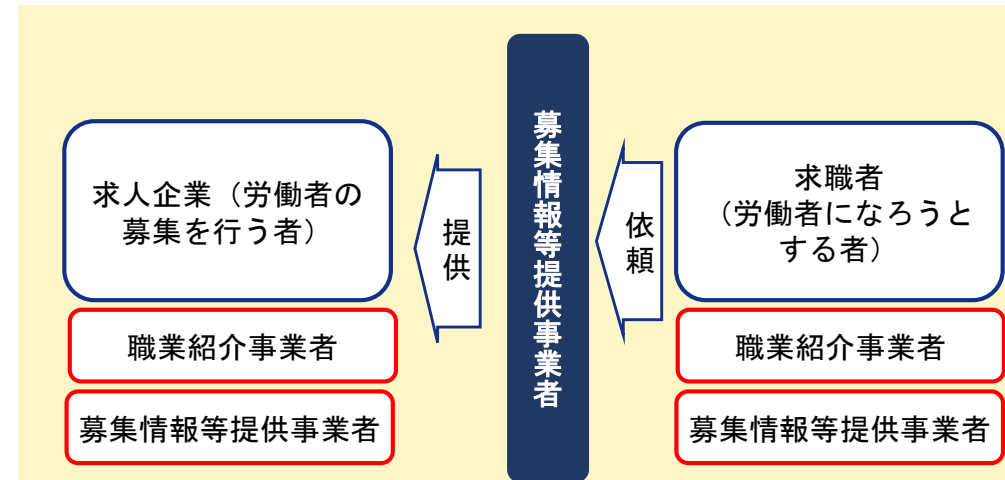 求人企業（労働者の
募集を行う者）
職業紹介事業者
募集情報等提供事業者
提供
募集情報等提供事業者
依頼
求職者
（労働者になろうと
する者）
職業紹介事業者
募集情報等提供事業者